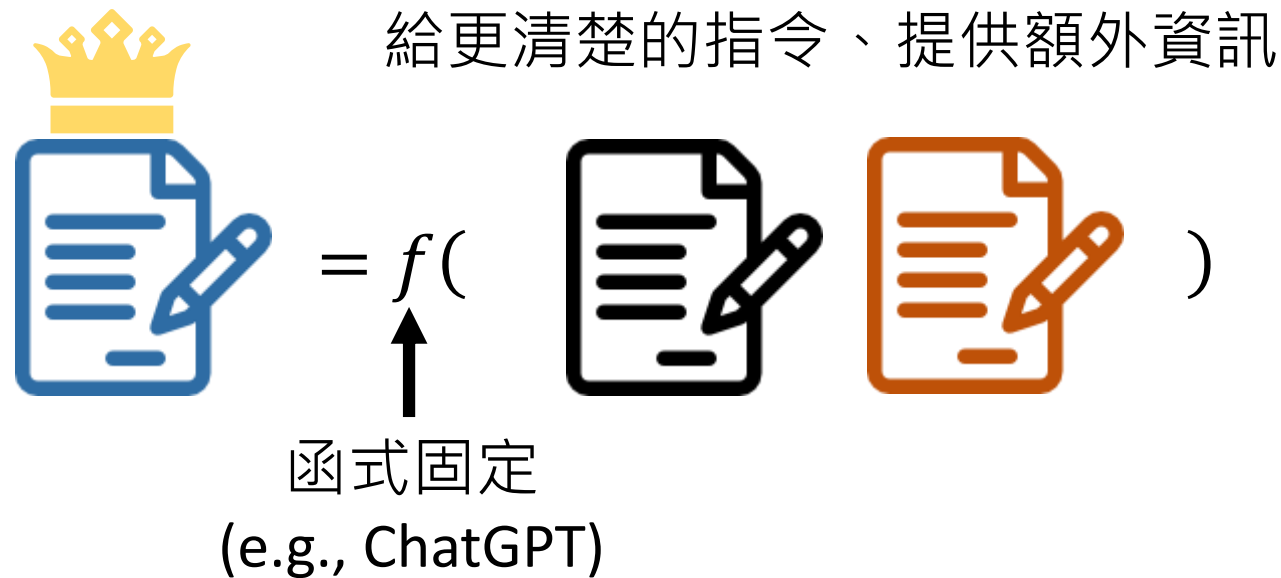 給更清楚的指令、提供額外資訊
= f( )
函式固定
(e.g., ChatGPT)